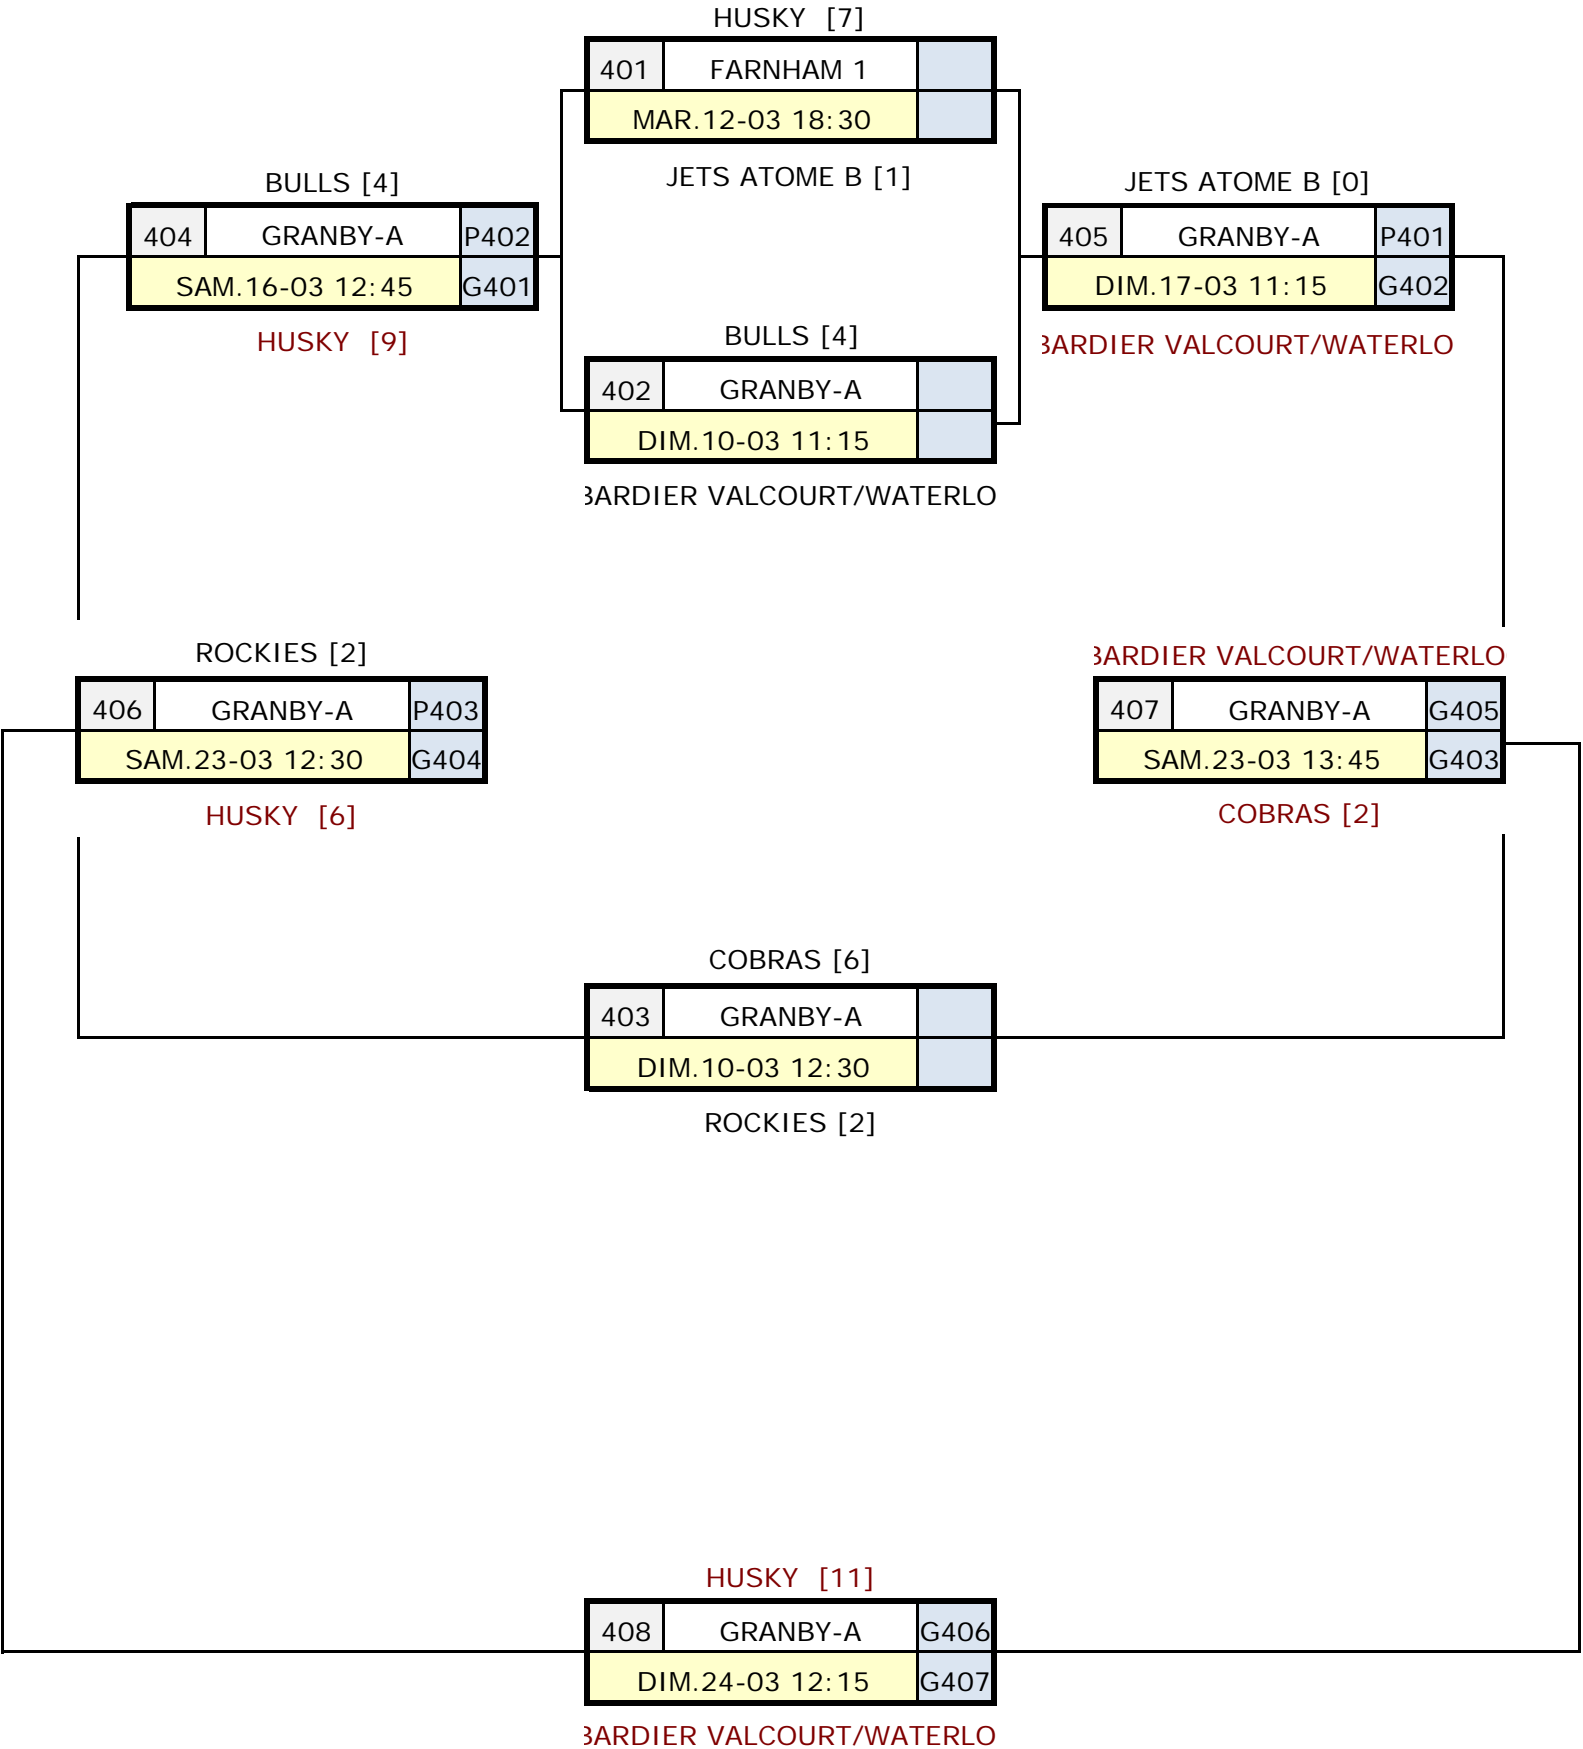 HUSKY [7]
401 FARNHAM 1
MAR.12-03 18:30
JETS ATOME B [1]
BULLS [4]
404 GRANBY-A P402
SAM.16-03 12:45 G401
HUSKY [9]
JETS ATOME B [0]
405 GRANBY-A P401
DIM.17-03 11:15 G402
BARDIER VALCOURT/WATERLO
BULLS [4]
402 GRANBY-A
DIM.10-03 11:15
BARDIER VALCOURT/WATERLO
ROCKIES [2]
406 GRANBY-A P403
SAM.23-03 12:30 G404
HUSKY [6]
BARDIER VALCOURT/WATERLO
407 GRANBY-A G405
SAM.23-03 13:45 G403
COBRAS [2]
COBRAS [6]
403 GRANBY-A
DIM.10-03 12:30
ROCKIES [2]
HUSKY [11]
408 GRANBY-A G406
DIM.24-03 12:15 G407
BARDIER VALCOURT/WATERLO